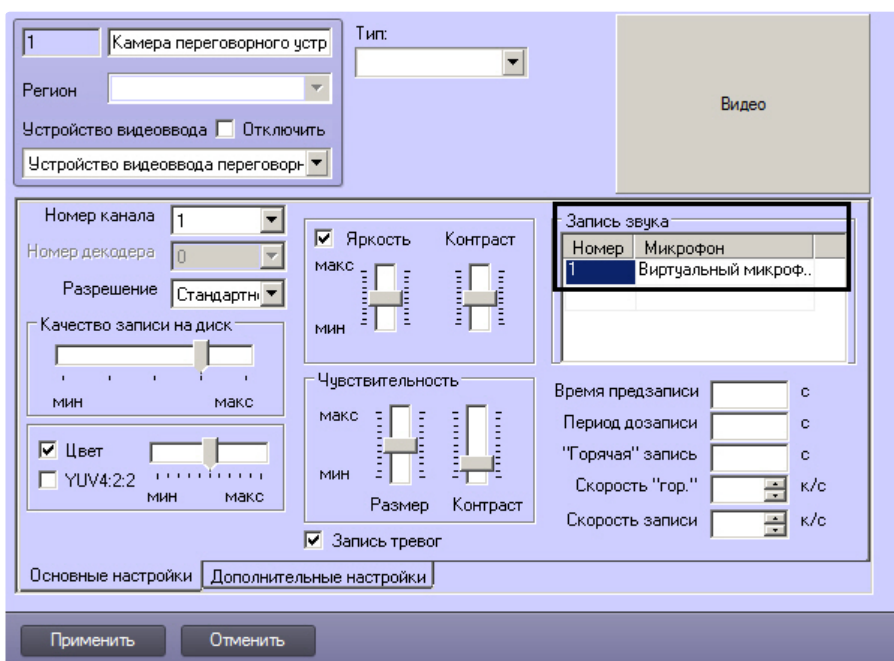 1 Камера переговорного устр
Тип:
Регион
Видео
Устройство видеоввода Отключить
Устройство видеоввода переговорн
Номер канала 1
Номер декодера 0
Разрешение Стандартн
Качество записи на диск
мин макс
Цвет
YUV4:2:2
мин макс
Яркость Контраст
макс
мин
Чувствительность
макс
мин
Размер Контраст
Запись тревог
Запись звука
Номер Микрофон
1 Виртуальный микроф..
Время предзаписи с
Период дозаписи с
"Горячая" запись с
Скорость "гор." к/с
Скорость записи к/с
Основные настройки Дополнительные настройки
Применить Отменить